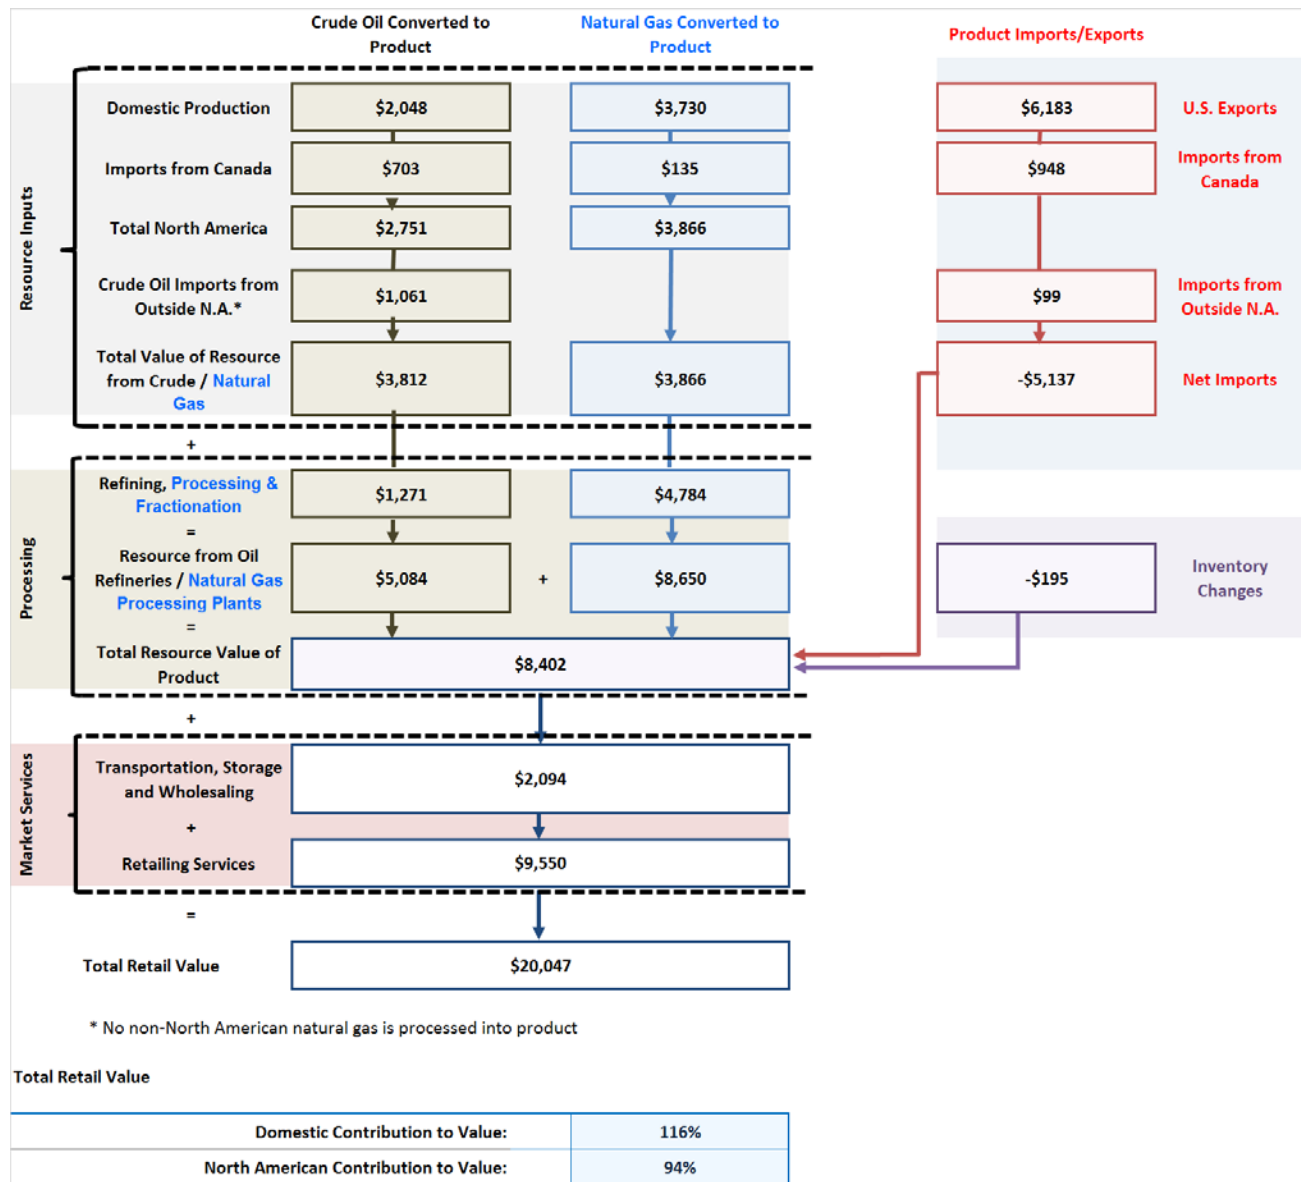 Crude Oil Converted to
Product
Natural Gas Converted to
Product
Product Imports/Exports
Resource Inputs
Domestic Production
$2,048
$3,730
$6,183
U.S. Exports
Imports from Canada
$703
$135
$948
Imports from
Canada
Total North America
$2,751
$3,866
Crude Oil Imports from
Outside N.A.*
$1,061
$99
Imports from
Outside N.A.
Total Value of Resource
from Crude / Natural
Gas
$3,812
$3,866
-$5,137
Net Imports
+
Processing
Refining, Processing &
Fractionation
$1,271
$4,784
=
Resource from Oil
Refineries / Natural Gas
Processing Plants
$5,084
+
$8,650
-$195
Inventory
Changes
=
Total Resource Value of
Product
$8,402
+
Market Services
Transportation, Storage
and Wholesaling
$2,094
+
Retailing Services
$9,550
=
Total Retail Value
$20,047
* No non-North American natural gas is processed into product
Total Retail Value
Domestic Contribution to Value:
116%
North American Contribution to Value:
94%